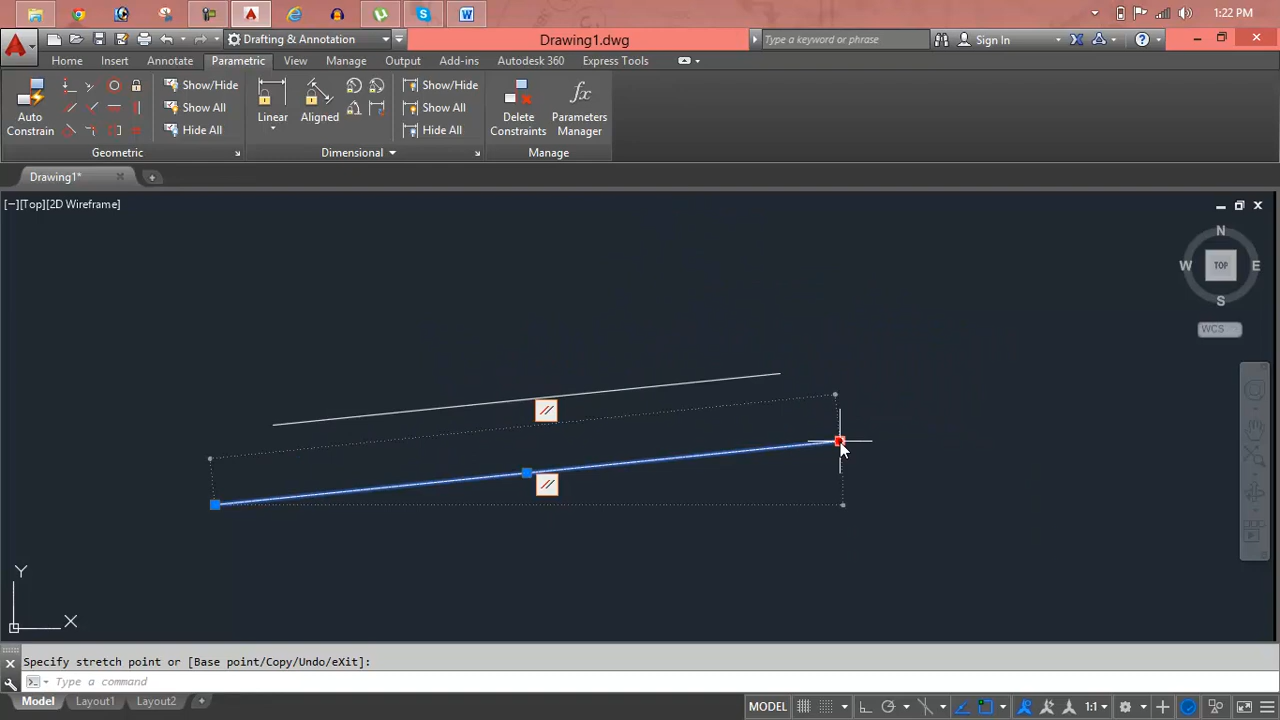 1:22 PM
Drafting & Annotation
Drawing1.dwg
Type a keyword or phrase
Sign In
Home Insert Annotate Parametric View Manage Output Add-ins Autodesk 360 Express Tools
Auto Constrain
Show/Hide
Show All
Hide All
Linear
Aligned
Show/Hide
Show All
Hide All
Delete Constraints
fx
Parameters Manager
Geometric
Dimensional
Manage
Drawing1*
[−][Top][2D Wireframe]
N
W TOP E
S
WCS
Y
X
Specify stretch point or [Base point/Copy/Undo/eXit]:
Type a command
Model Layout1 Layout2 +
MODEL
1:1